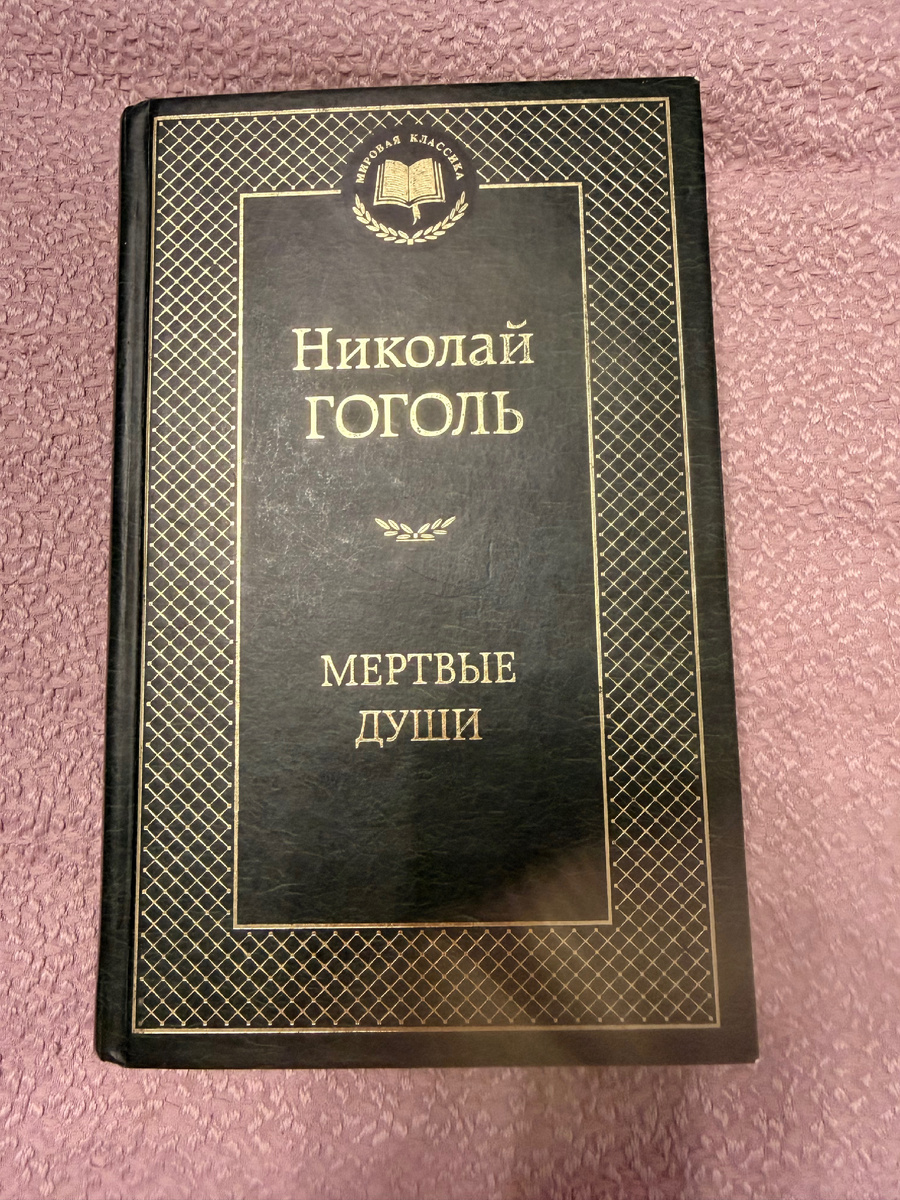 МИРОВАЯ КЛАССИКА
Николай
ГОГОЛЬ
МЕРТВЫЕ
ДУШИ